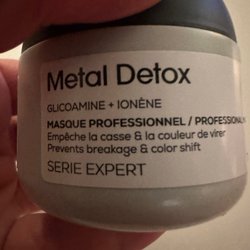 Metal Detox
GLICOAMINE + IONÈNE
MASQUE PROFESSIONNEL / PROFESSIONAL
Empêche la casse & la couleur de virer
Prevents breakage & color shift
SERIE EXPERT